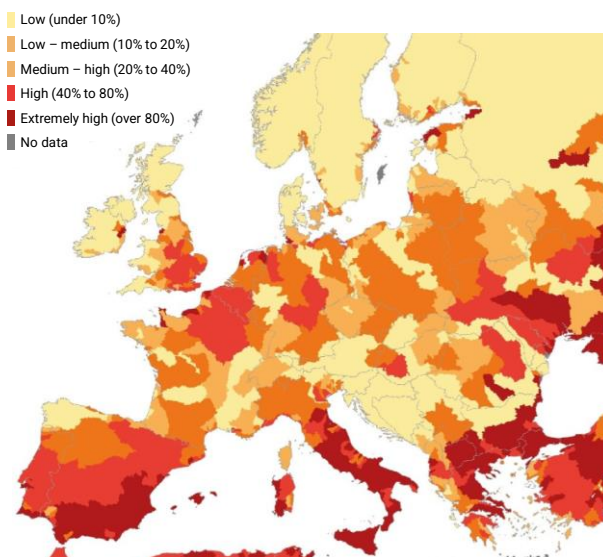 Low (under 10%)
Low – medium (10% to 20%)
Medium – high (20% to 40%)
High (40% to 80%)
Extremely high (over 80%)
No data